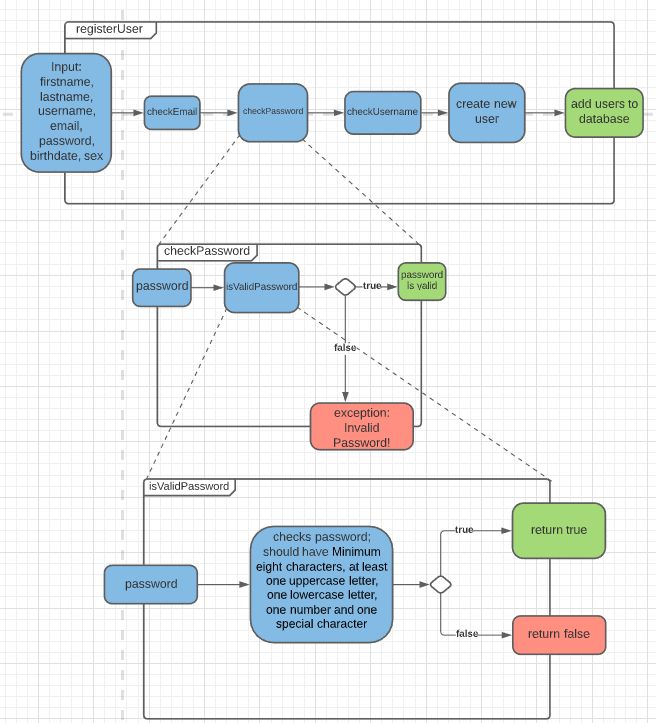 registerUser
Input:
firstname,
lastname,
username,
email,
password,
birthdate, sex
checkEmail
checkPassword
checkUsername
create new
user
add users to
database
checkPassword
password
isValidPassword
true
password
is valid
false
exception:
Invalid
Password!
isValidPassword
password
checks password;
should have Minimum
eight characters, at least
one uppercase letter,
one lowercase letter,
one number and one
special character
true
return true
false
return false